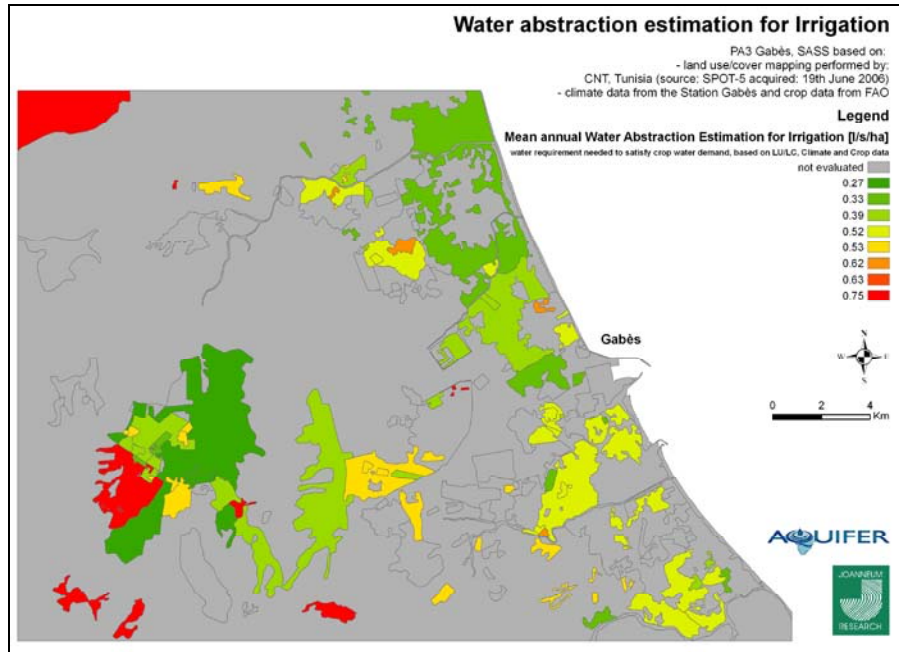 Water abstraction estimation for Irrigation
PA3 Gabès, SASS based on:
- land use/cover mapping performed by:
CNT, Tunisia (source: SPOT-5 acquired: 19th June 2006)
- climate data from the Station Gabès and crop data from FAO
Legend
Mean annual Water Abstraction Estimation for Irrigation [l/s/ha]
water requirement needed to satisfy crop water demand, based on LU/LC, Climate and Crop data
not evaluated
0.27
0.33
0.39
0.52
0.53
0.62
0.63
0.75
Gabès
N
W E
S
0 2 4
Km
AQUIFER
JOANNEUM
RESEARCH